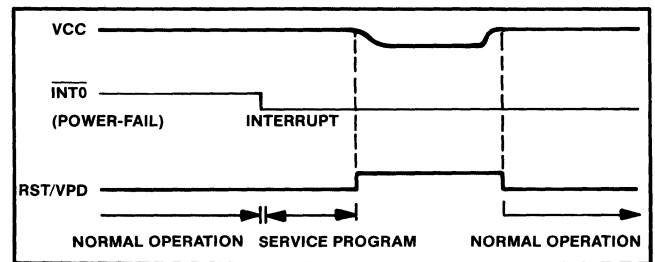 VCC
INT0
(POWER-FAIL) INTERRUPT
RST/VPD
NORMAL OPERATION SERVICE PROGRAM NORMAL OPERATION